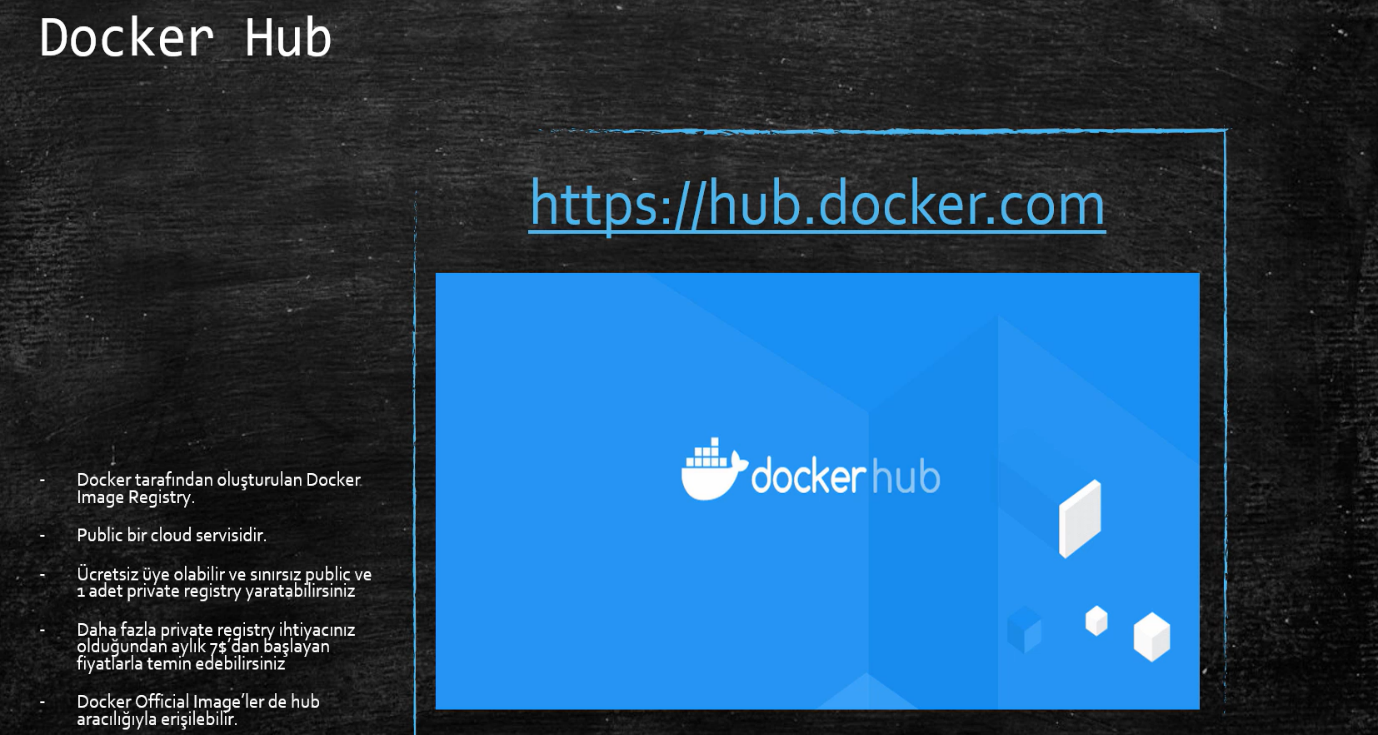 Docker Hub
https://hub.docker.com
dockerhub
- Docker tarafından oluşturulan Docker
Image Registry.
- Public bir cloud servisidir.
- Ücretsiz üye olabilir ve sınırsız public ve
1 adet private registry yaratabilirsiniz
- Daha fazla private registry ihtiyacınız
olduğundan aylık 7$'dan başlayan
fiyatlarla temin edebilirsiniz
- Docker Official Image'ler de hub
aracılığıyla erişilebilir.